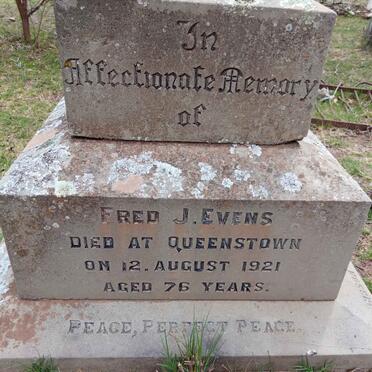 In
Affectionate Memory
of
FRED J. EVENS
DIED AT QUEENSTOWN
ON 12. AUGUST 1921
AGED 76 YEARS.
PEACE, PERFECT PEACE.